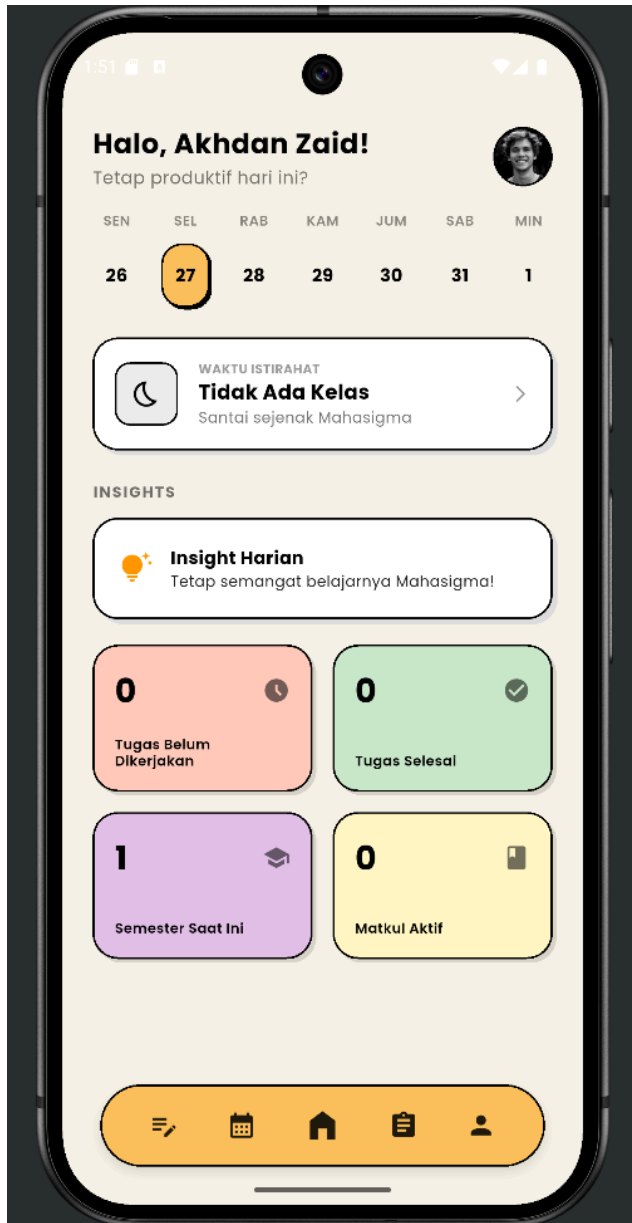 1:51
Halo, Akhdan Zaid!
Tetap produktif hari ini?
SEN SEL RAB KAM JUM SAB MIN
26 27 28 29 30 31 1
WAKTU ISTIRAHAT
Tidak Ada Kelas
Santai sejenak Mahasigma
INSIGHTS
Insight Harian
Tetap semangat belajarnya Mahasigma!
0
Tugas Belum
Dikerjakan
0
Tugas Selesai
1
Semester Saat Ini
0
Matkul Aktif